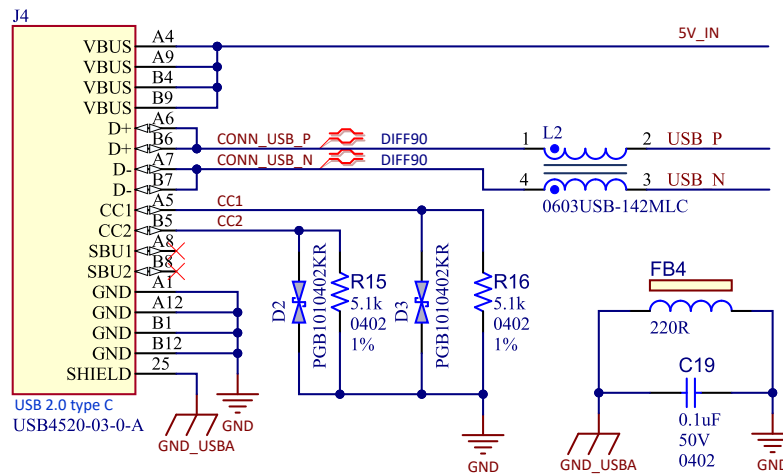 J4
VBUS A4 5V_IN
VBUS A9
VBUS B4
VBUS B9
D+ A6
D+ B6 CONN_USB_P DIFF90 1 L2 2 USB_P
D- A7 CONN_USB_N DIFF90
D- B7 4 3 USB_N
CC1 A5 CC1 0603USB-142MLC
CC2 B5 CC2
SBU1 A8
SBU2 B8
GND A1
GND A12
GND B1
GND B12
SHIELD 25
USB 2.0 type C
USB4520-03-0-A
GND_USBA
GND
D2
PGB1010402KR
R15
5.1k
0402
1%
D3
PGB1010402KR
R16
5.1k
0402
1%
GND
FB4
220R
C19
0.1uF
50V
0402
GND_USBA
GND